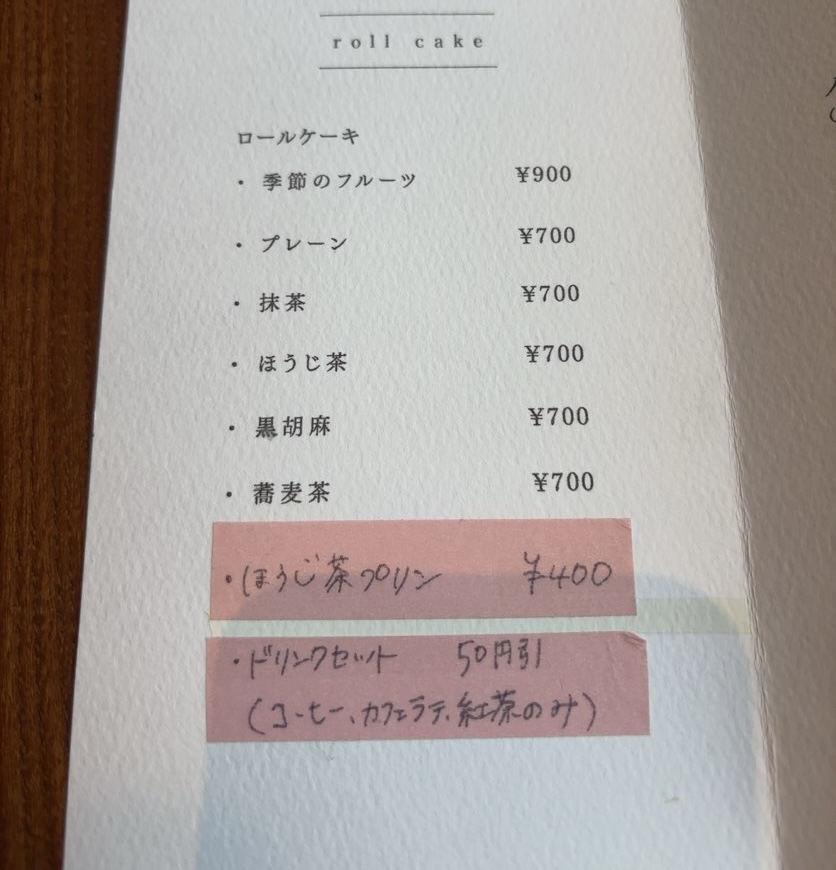 roll cake
ロールケーキ
・季節のフルーツ ¥900
・プレーン ¥700
・抹茶 ¥700
・ほうじ茶 ¥700
・黒胡麻 ¥700
・蕎麦茶 ¥700
・ほうじ茶プリン ¥400
・ドリンクセット 50円引
(コーヒー、カフェラテ、紅茶のみ)